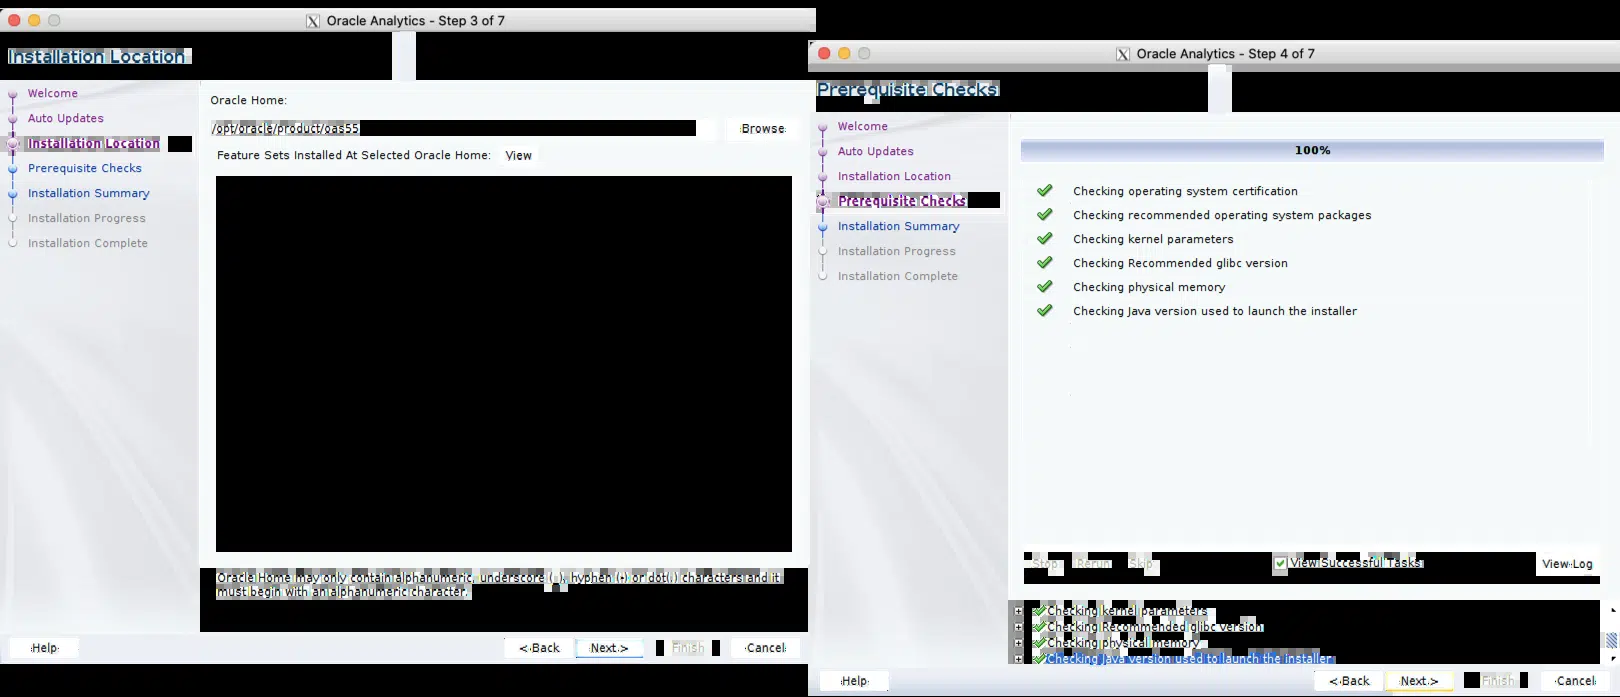 Oracle Analytics - Step 3 of 7
Installation Location
Welcome
Auto Updates
Installation Location
Prerequisite Checks
Installation Summary
Installation Progress
Installation Complete
Oracle Home:
/opt/oracle/product/oas55
Browse
Feature Sets Installed At Selected Oracle Home: View
Oracle Home may only contain alphanumeric, underscore (_), hyphen (-) or dot(.) characters and it
must begin with an alphanumeric character.
Help
< Back
Next >
Finish
Cancel
Oracle Analytics - Step 4 of 7
Prerequisite Checks
Welcome
Auto Updates
Installation Location
Prerequisite Checks
Installation Summary
Installation Progress
Installation Complete
100%
Checking operating system certification
Checking recommended operating system packages
Checking kernel parameters
Checking Recommended glibc version
Checking physical memory
Checking Java version used to launch the installer
Stop
Rerun
Skip
View Successful Tasks
View Log
Checking kernel parameters
Checking Recommended glibc version
Checking physical memory
Checking Java version used to launch the installer
Help
< Back
Next >
Finish
Cancel